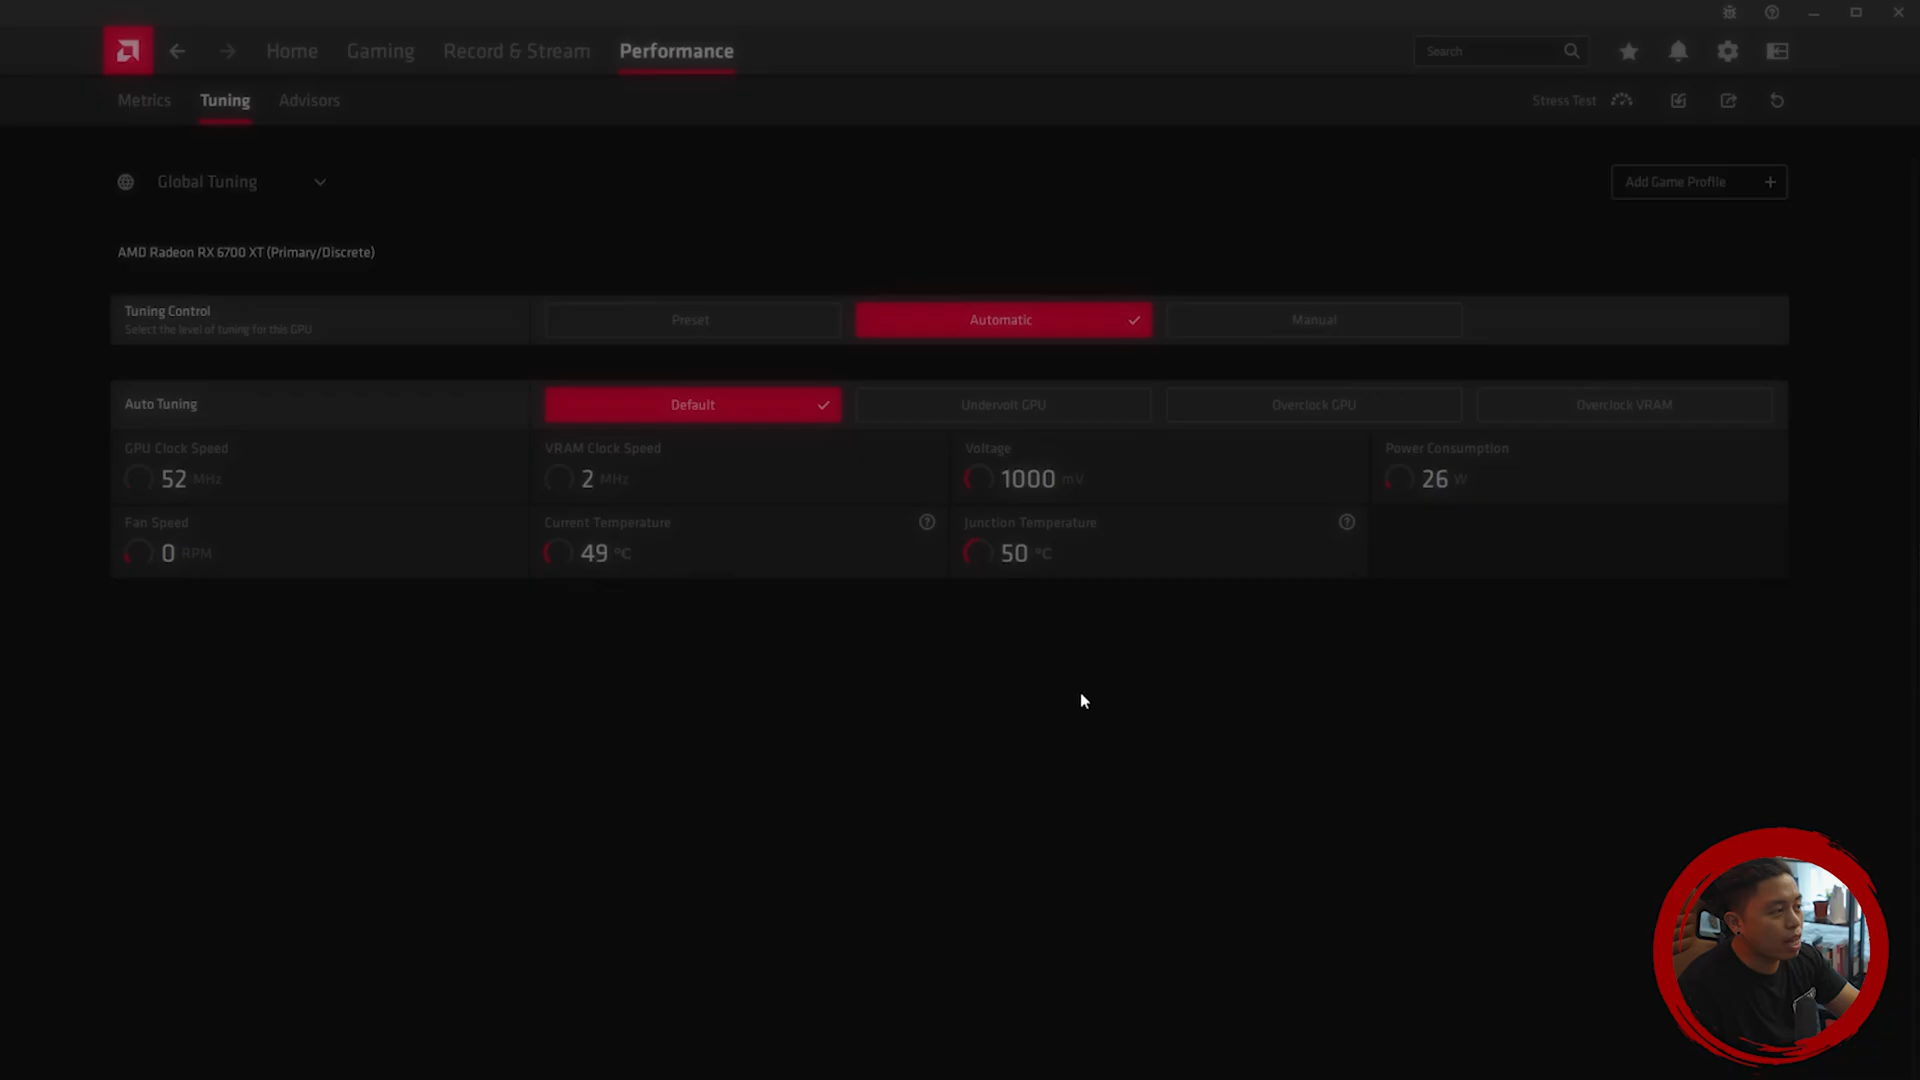 Home Gaming Record & Stream Performance Search
Metrics Tuning Advisors Stress Test
Global Tuning Add Game Profile
AMD Radeon RX 6700 XT (Primary/Discrete)
Tuning Control
Select the level of tuning for this GPU
Preset Automatic Manual
Auto Tuning Default Undervolt GPU Overclock GPU Overclock VRAM
GPU Clock Speed VRAM Clock Speed Voltage Power Consumption
52 MHz 2 MHz 1000 mV 26 W
Fan Speed Current Temperature Junction Temperature
0 RPM 49 °C 50 °C